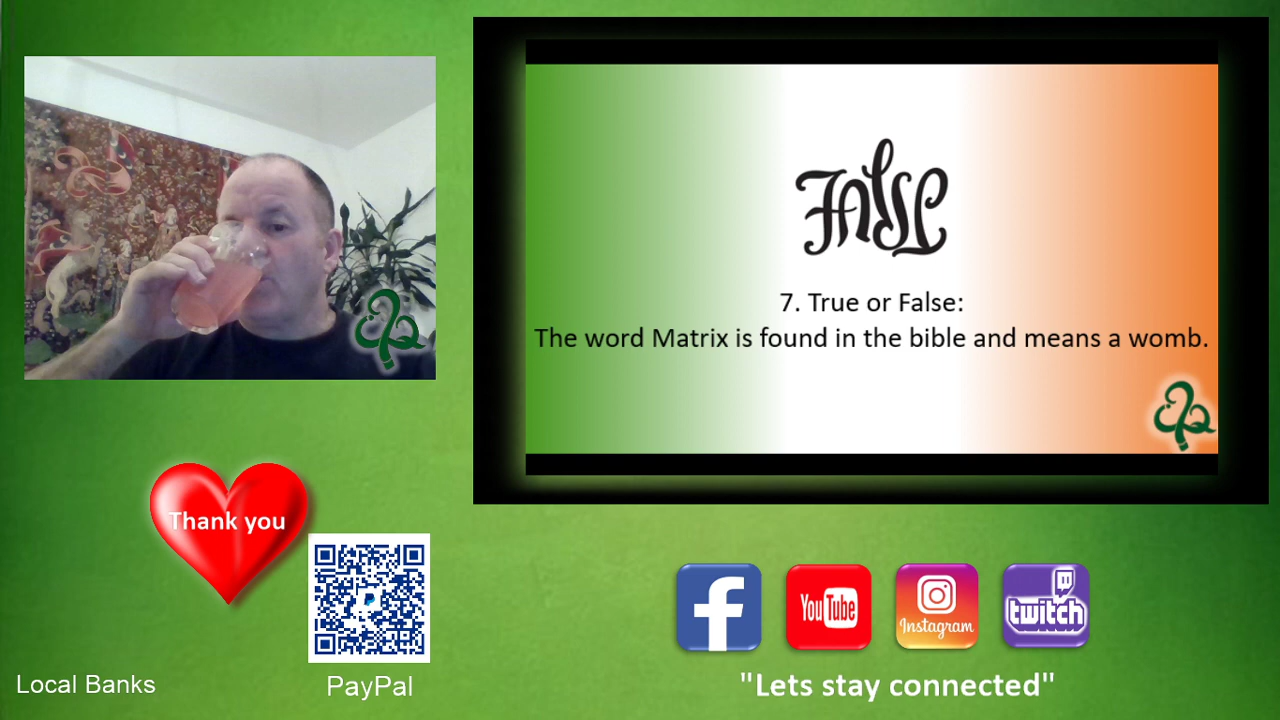 False
7. True or False:
The word Matrix is found in the bible and means a womb.
Thank you
Local Banks
PayPal
f
YouTube
Instagram
twitch
"Lets stay connected"